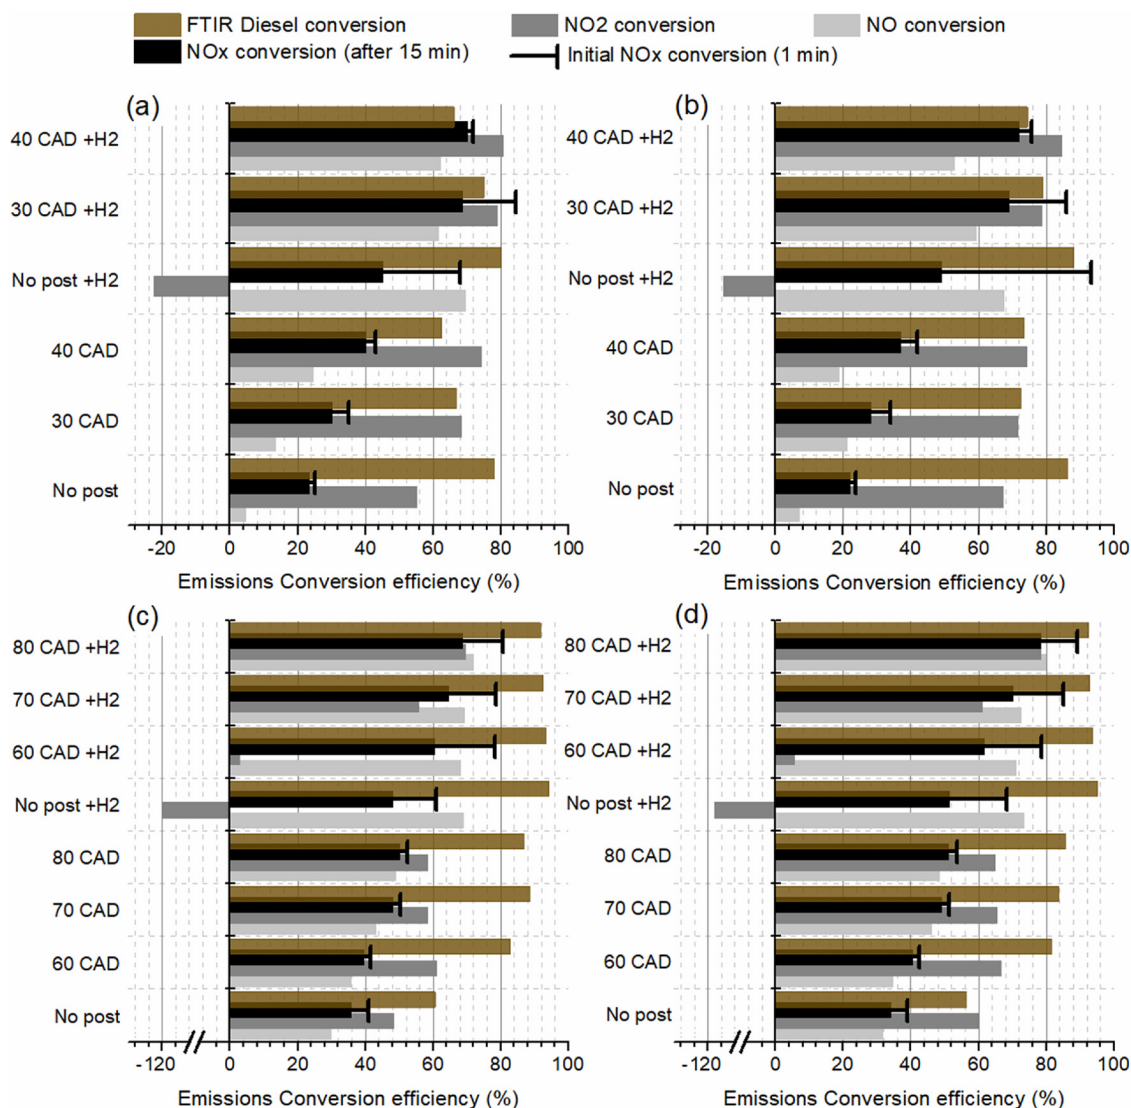 FTIR Diesel conversion NO2 conversion NO conversion
NOx conversion (after 15 min) Initial NOx conversion (1 min)
(a)
40 CAD +H2
30 CAD +H2
No post +H2
40 CAD
30 CAD
No post
-20 0 20 40 60 80 100
Emissions Conversion efficiency (%)
(b)
40 CAD +H2
30 CAD +H2
No post +H2
40 CAD
30 CAD
No post
-20 0 20 40 60 80 100
Emissions Conversion efficiency (%)
(c)
80 CAD +H2
70 CAD +H2
60 CAD +H2
No post +H2
80 CAD
70 CAD
60 CAD
No post
-120 0 20 40 60 80 100
Emissions Conversion efficiency (%)
(d)
80 CAD +H2
70 CAD +H2
60 CAD +H2
No post +H2
80 CAD
70 CAD
60 CAD
No post
-120 0 20 40 60 80 100
Emissions Conversion efficiency (%)